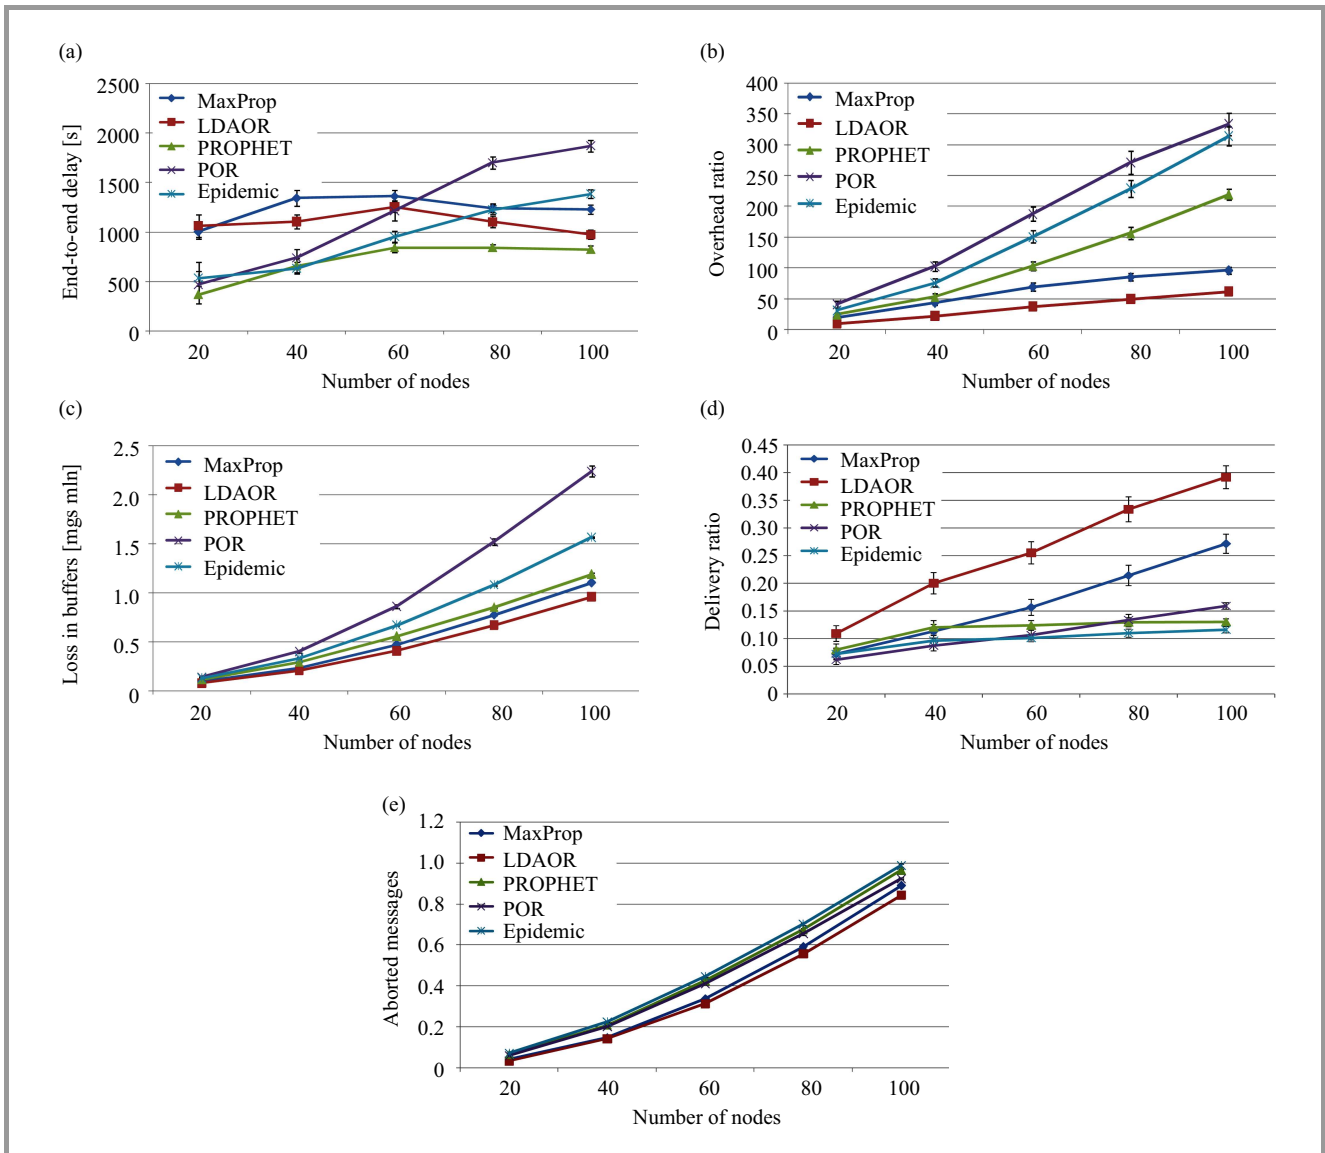 (a)
End-to-end delay [s]
2500
2000
1500
1000
500
0
MaxProp
LDAOR
PROPHET
POR
Epidemic
20 40 60 80 100
Number of nodes
(b)
Overhead ratio
400
350
300
250
200
150
100
50
0
MaxProp
LDAOR
PROPHET
POR
Epidemic
20 40 60 80 100
Number of nodes
(c)
Loss in buffers [mgs mln]
2.5
2.0
1.5
1.0
0.5
0
MaxProp
LDAOR
PROPHET
POR
Epidemic
20 40 60 80 100
Number of nodes
(d)
Delivery ratio
0.45
0.40
0.35
0.30
0.25
0.20
0.15
0.10
0.05
0
MaxProp
LDAOR
PROPHET
POR
Epidemic
20 40 60 80 100
Number of nodes
(e)
Aborted messages
1.2
1.0
0.8
0.6
0.4
0.2
0
MaxProp
LDAOR
PROPHET
POR
Epidemic
20 40 60 80 100
Number of nodes